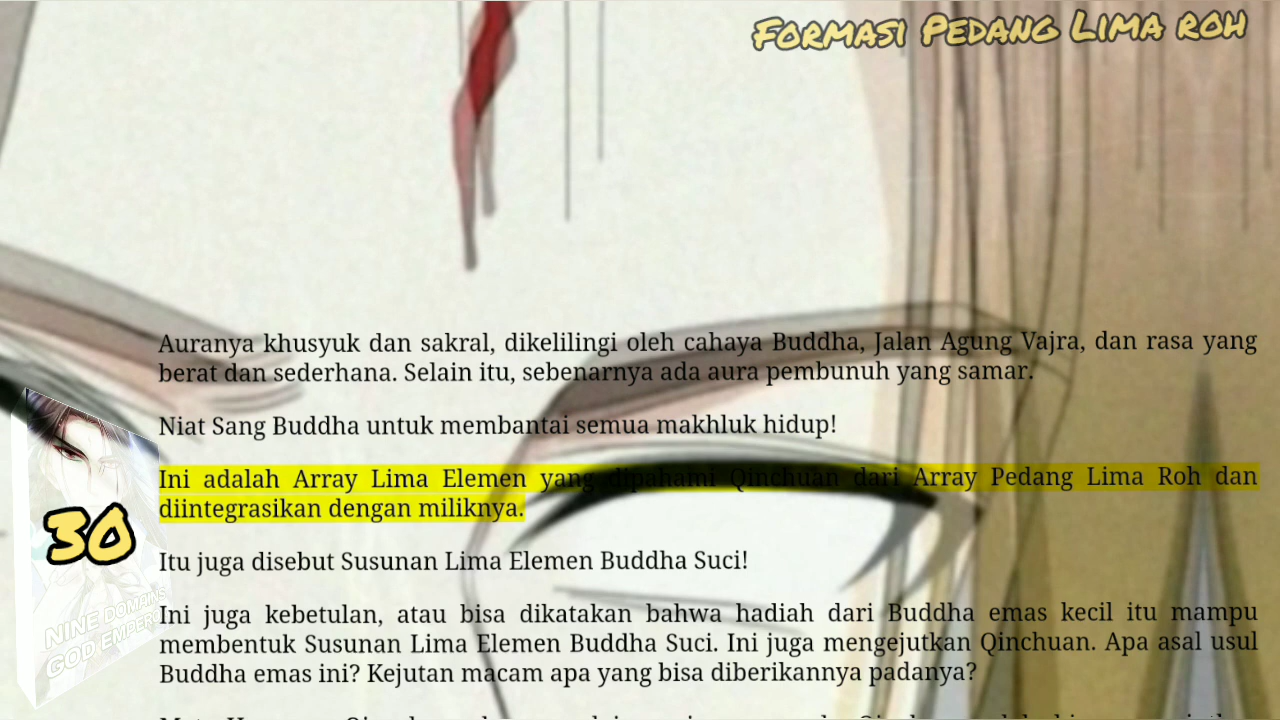 Formasi Pedang Lima roh
Auranya khusyuk dan sakral, dikelilingi oleh cahaya Buddha, Jalan Agung Vajra, dan rasa yang
berat dan sederhana. Selain itu, sebenarnya ada aura pembunuh yang samar.
Niat Sang Buddha untuk membantai semua makhluk hidup!
Ini adalah Array Lima Elemen yang dipahami Qinchuan dari Array Pedang Lima Roh dan
diintegrasikan dengan miliknya.
30
Itu juga disebut Susunan Lima Elemen Buddha Suci!
NINE DOMAINS
GOD EMPEROR
Ini juga kebetulan, atau bisa dikatakan bahwa hadiah dari Buddha emas kecil itu mampu
membentuk Susunan Lima Elemen Buddha Suci. Ini juga mengejutkan Qinchuan. Apa asal usul
Buddha emas ini? Kejutan macam apa yang bisa diberikannya padanya?